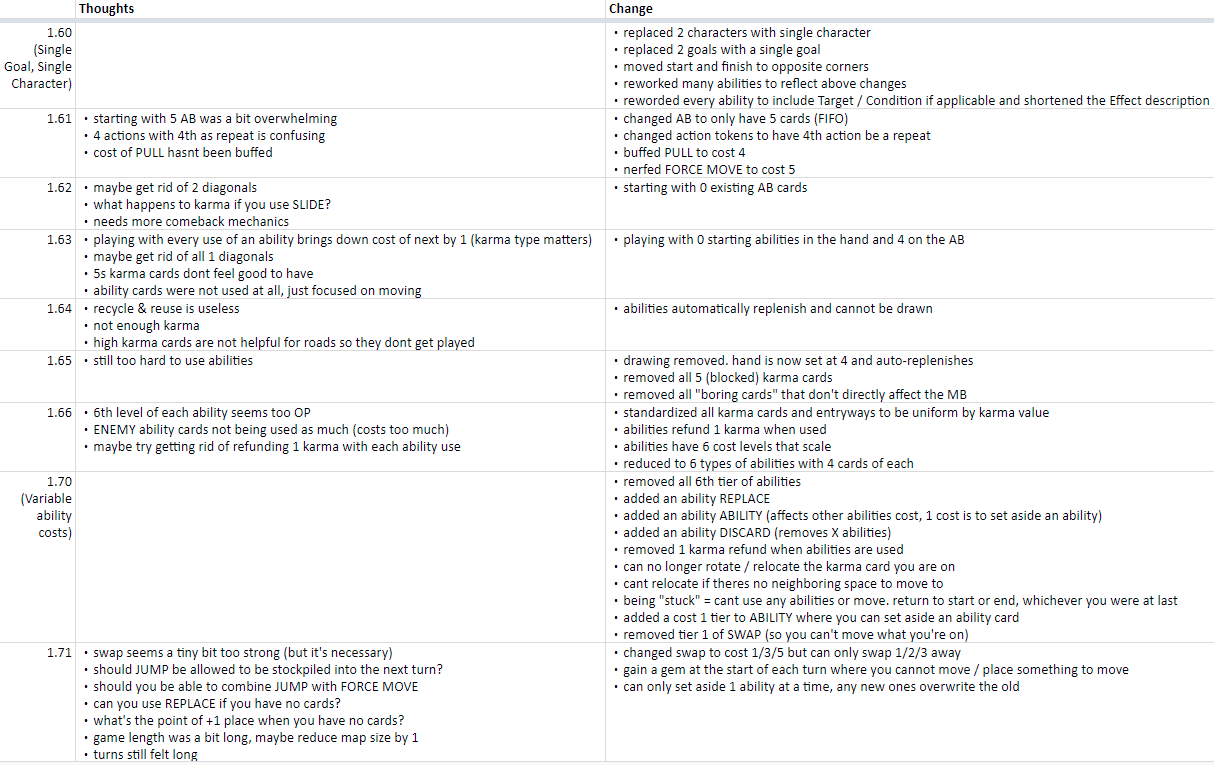 Thoughts
Change
1.60
(Single
Goal, Single
Character)
• replaced 2 characters with single character
• replaced 2 goals with a single goal
• moved start and finish to opposite corners
• reworked many abilities to reflect above changes
• reworded every ability to include Target / Condition if applicable and shortened the Effect description
1.61
• starting with 5 AB was a bit overwhelming
• 4 actions with 4th as repeat is confusing
• cost of PULL hasnt been buffed
• changed AB to only have 5 cards (FIFO)
• changed action tokens to have 4th action be a repeat
• buffed PULL to cost 4
• nerfed FORCE MOVE to cost 5
1.62
• maybe get rid of 2 diagonals
• what happens to karma if you use SLIDE?
• needs more comeback mechanics
• starting with 0 existing AB cards
1.63
• playing with every use of an ability brings down cost of next by 1 (karma type matters)
• maybe get rid of all 1 diagonals
• 5s karma cards dont feel good to have
• ability cards were not used at all, just focused on moving
• playing with 0 starting abilities in the hand and 4 on the AB
1.64
• recycle & reuse is useless
• not enough karma
• high karma cards are not helpful for roads so they dont get played
• abilities automatically replenish and cannot be drawn
1.65
• still too hard to use abilities
• drawing removed. hand is now set at 4 and auto-replenishes
• removed all 5 (blocked) karma cards
• removed all "boring cards" that don't directly affect the MB
1.66
• 6th level of each ability seems too OP
• ENEMY ability cards not being used as much (costs too much)
• maybe try getting rid of refunding 1 karma with each ability use
• standardized all karma cards and entryways to be uniform by karma value
• abilities refund 1 karma when used
• abilities have 6 cost levels that scale
• reduced to 6 types of abilities with 4 cards of each
1.70
(Variable
ability
costs)
• removed all 6th tier of abilities
• added an ability REPLACE
• added an ability ABILITY (affects other abilities cost, 1 cost is to set aside an ability)
• added an ability DISCARD (removes X abilities)
• removed 1 karma refund when abilities are used
• can no longer rotate / relocate the karma card you are on
• cant relocate if theres no neighboring space to move to
• being "stuck" = cant use any abilities or move. return to start or end, whichever you were at last
• added a cost 1 tier to ABILITY where you can set aside an ability card
• removed tier 1 of SWAP (so you can't move what you're on)
1.71
• swap seems a tiny bit too strong (but it's necessary)
• should JUMP be allowed to be stockpiled into the next turn?
• should you be able to combine JUMP with FORCE MOVE
• can you use REPLACE if you have no cards?
• what's the point of +1 place when you have no cards?
• game length was a bit long, maybe reduce map size by 1
• turns still felt long
• changed swap to cost 1/3/5 but can only swap 1/2/3 away
• gain a gem at the start of each turn where you cannot move / place something to move
• can only set aside 1 ability at a time, any new ones overwrite the old